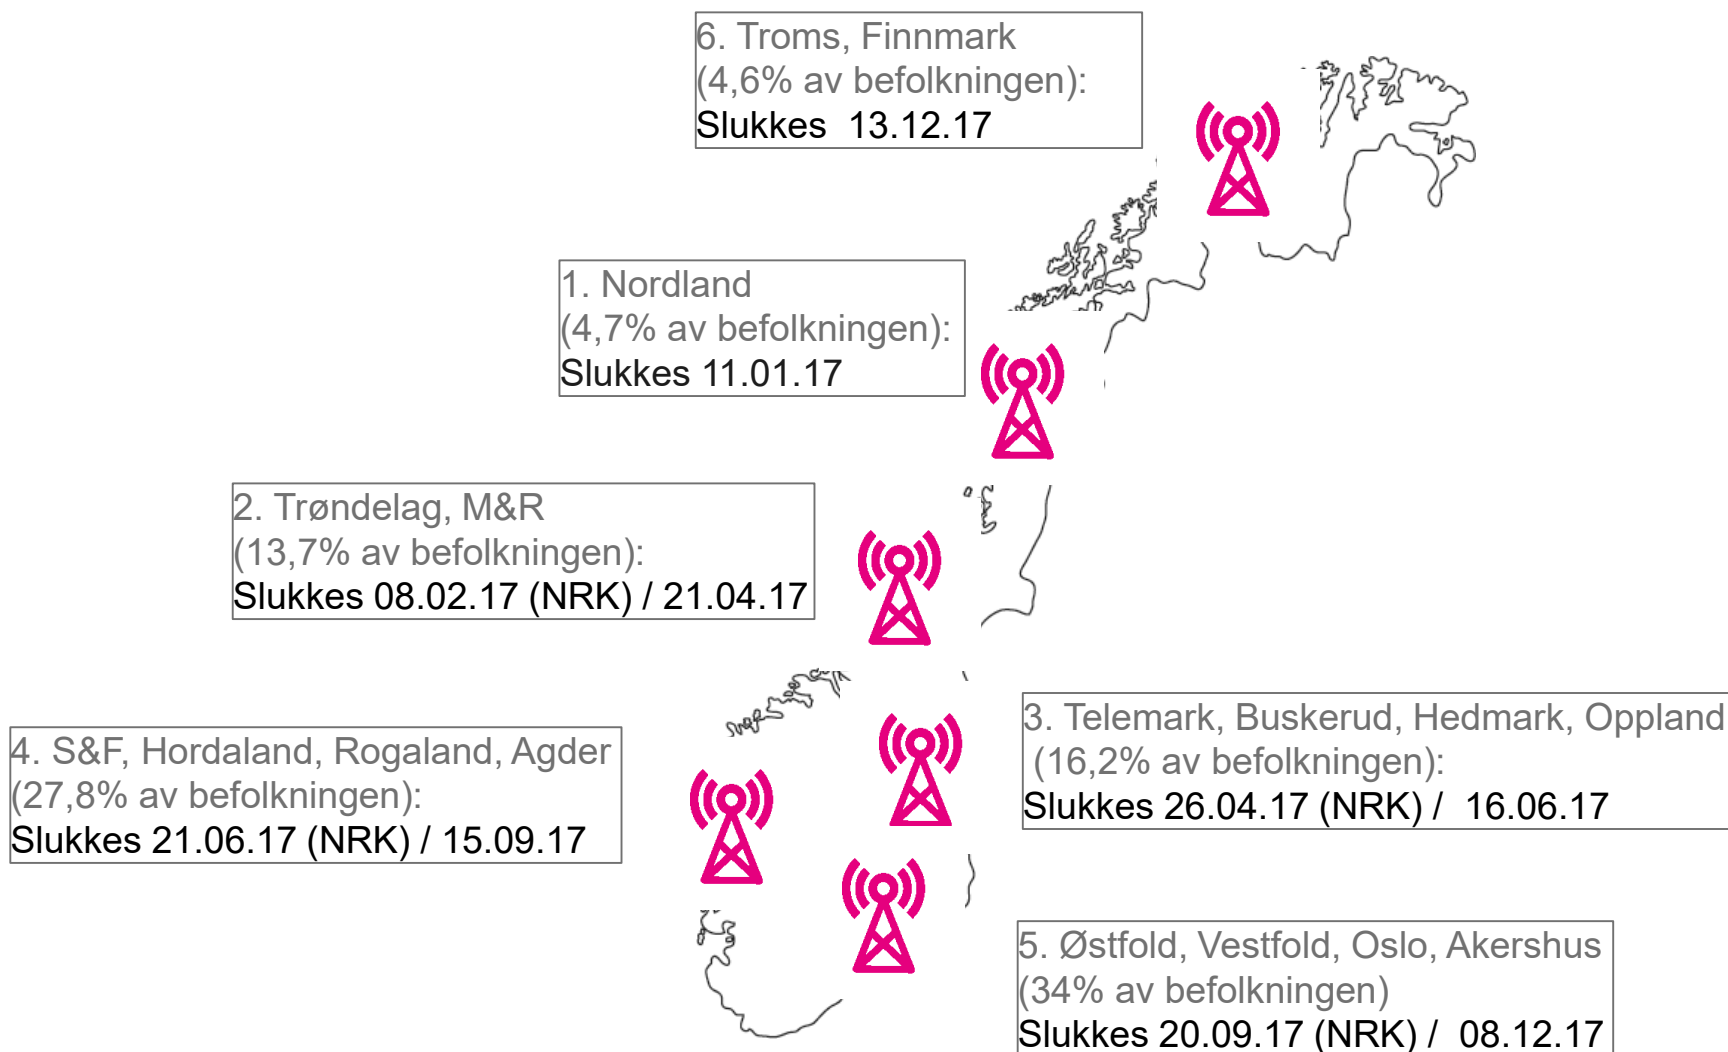 6. Troms, Finnmark
(4,6% av befolkningen):
Slukkes 13.12.17
1. Nordland
(4,7% av befolkningen):
Slukkes 11.01.17
2. Trøndelag, M&R
(13,7% av befolkningen):
Slukkes 08.02.17 (NRK) / 21.04.17
3. Telemark, Buskerud, Hedmark, Oppland
(16,2% av befolkningen):
Slukkes 26.04.17 (NRK) / 16.06.17
4. S&F, Hordaland, Rogaland, Agder
(27,8% av befolkningen):
Slukkes 21.06.17 (NRK) / 15.09.17
5. Østfold, Vestfold, Oslo, Akershus
(34% av befolkningen)
Slukkes 20.09.17 (NRK) / 08.12.17